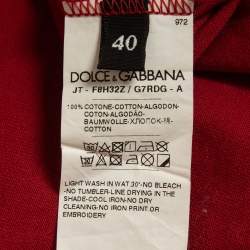 972
40
DOLCE & GABBANA
JT - F8H32Z / G7RDG - A
100% COTONE-COTTON-ALGODON-
COTON-ALGODÃO-
BAUMWOLLE-ХЛОПОК-棉-
COTTON-
LIGHT WASH IN WAT.30°-NO BLEACH
-NO TUMBLER-LINE DRYING IN THE
SHADE-COOL IRON-NO DRY
CLEANING-NO IRON PRINT OR
EMBROIDERY